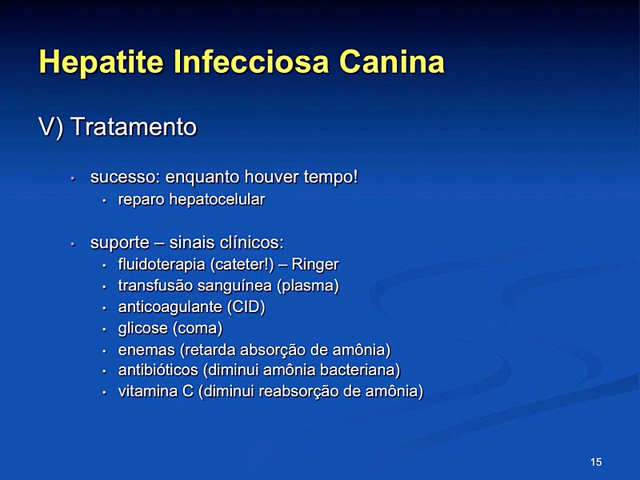 Hepatite Infecciosa Canina
V) Tratamento
• sucesso: enquanto houver tempo!
• reparo hepatocelular
• suporte – sinais clínicos:
• fluidoterapia (cateter!) – Ringer
• transfusão sanguínea (plasma)
• anticoagulante (CID)
• glicose (coma)
• enemas (retarda absorção de amônia)
• antibióticos (diminui amônia bacteriana)
• vitamina C (diminui reabsorção de amônia)
15